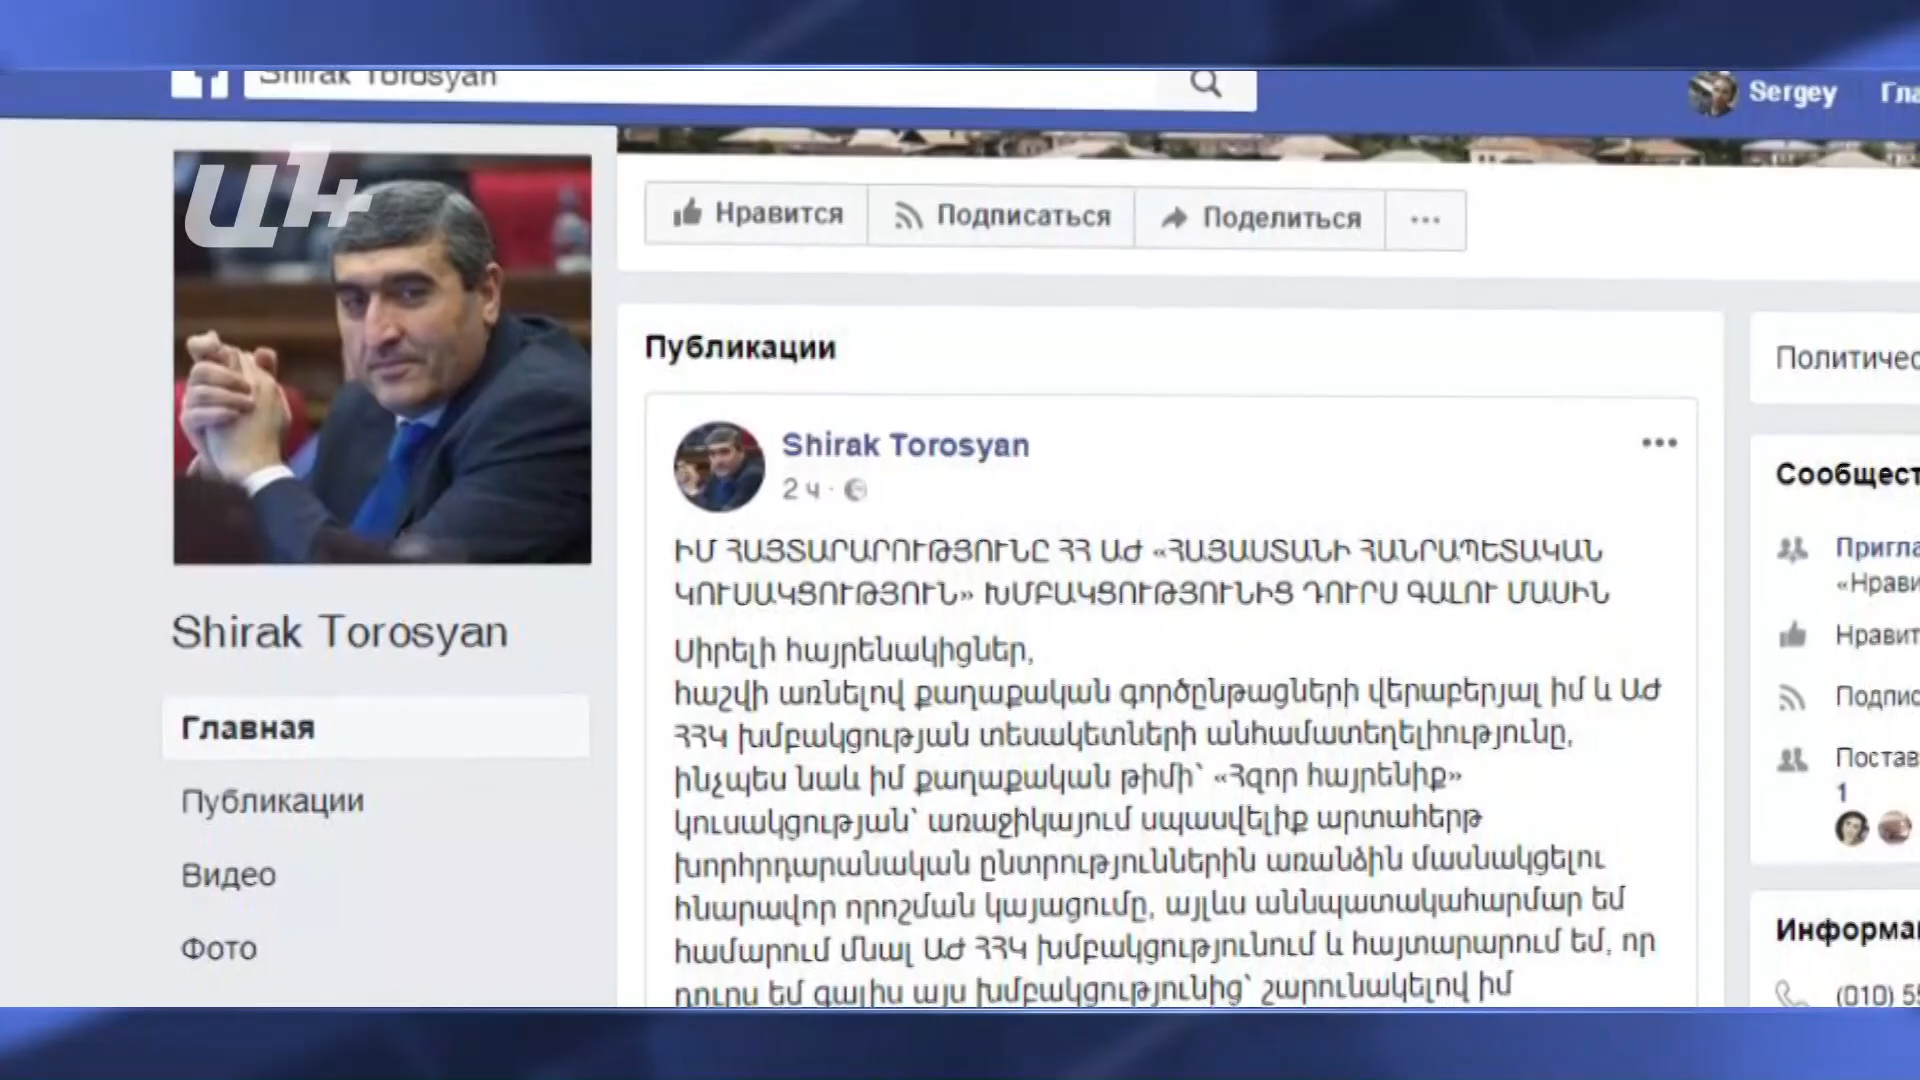 Shirak Torosyan
Sergey
Гла
ա1+
Нравится
Подписаться
Поделиться
Публикации
Политичес
Shirak Torosyan
2 ч
ԻՄ ՀԱՅՏԱՐԱՐՈՒԹՅՈՒՆԸ ՀՀ ԱԺ «ՀԱՅԱՍՏԱՆԻ ՀԱՆՐԱՊԵՏԱԿԱՆ
ԿՈՒՍԱԿՑՈՒԹՅՈՒՆ» ԽՄԲԱԿՑՈՒԹՅՈՒՆԻՑ ԴՈՒՐՍ ԳԱԼՈՒ ՄԱՍԻՆ
Սիրելի հայրենակիցներ,
հաշվի առնելով քաղաքական գործընթացների վերաբերյալ իմ և ԱԺ
ՀՀԿ խմբակցության տեսակետների անհամատեղելիությունը,
ինչպես նաև իմ քաղաքական թիմի՝ «Հզոր հայրենիք»
կուսակցության՝ առաջիկայում սպասվելիք արտահերթ
խորհրդարանական ընտրություններին առանձին մասնակցելու
հնարավոր որոշման կայացումը, այլևս աննպատակահարմար եմ
համարում մնալ ԱԺ ՀՀԿ խմբակցությունում և հայտարարում եմ, որ
դուրս եմ գալիս այս խմբակցությունից՝ շարունակելով իմ
Shirak Torosyan
Главная
Публикации
Видео
Фото
Сообщест
Пригла
«Нрави
Нравит
Подпис
Постав
1
Информа
(010) 55